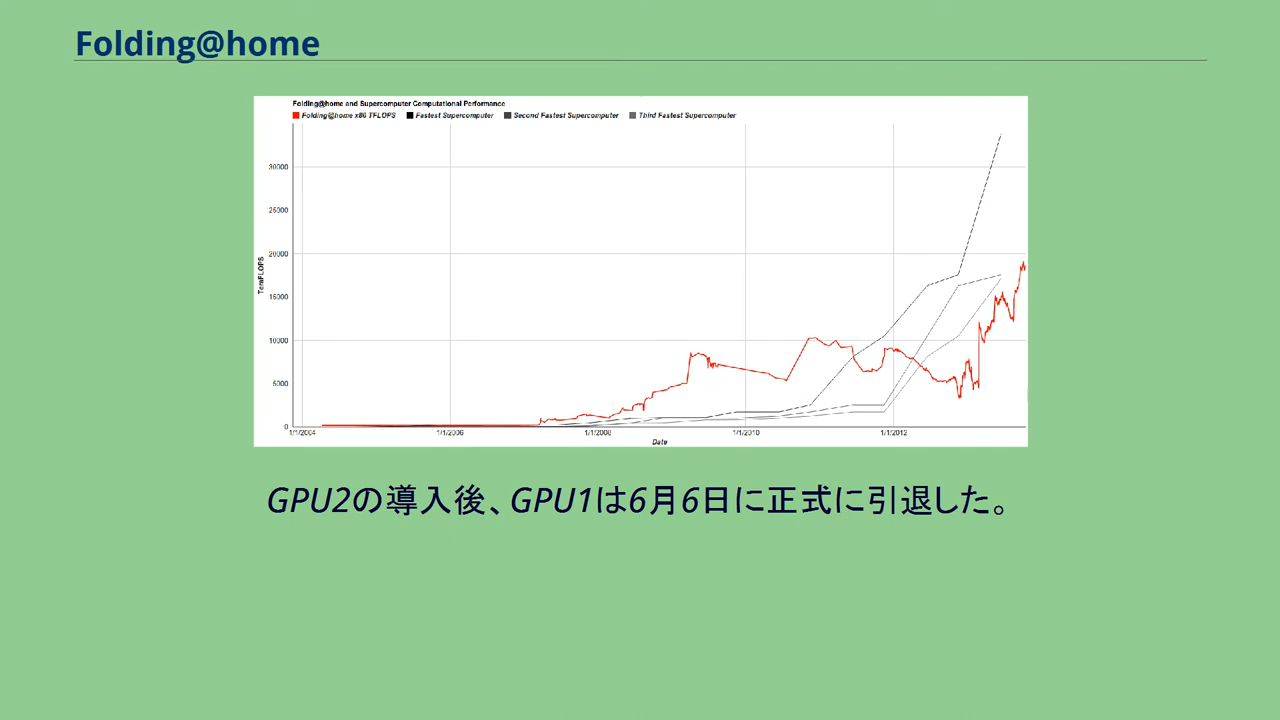 Folding@home
Folding@home and Supercomputer Computational Performance
Folding@home x86 TFLOPS Fastest Supercomputer Second Fastest Supercomputer Third Fastest Supercomputer
30000
25000
20000
15000
10000
5000
0
TeraFLOPS
1/1/2004 1/1/2006 1/1/2008 1/1/2010 1/1/2012
Date
GPU2の導入後、GPU1は6月6日に正式に引退した。